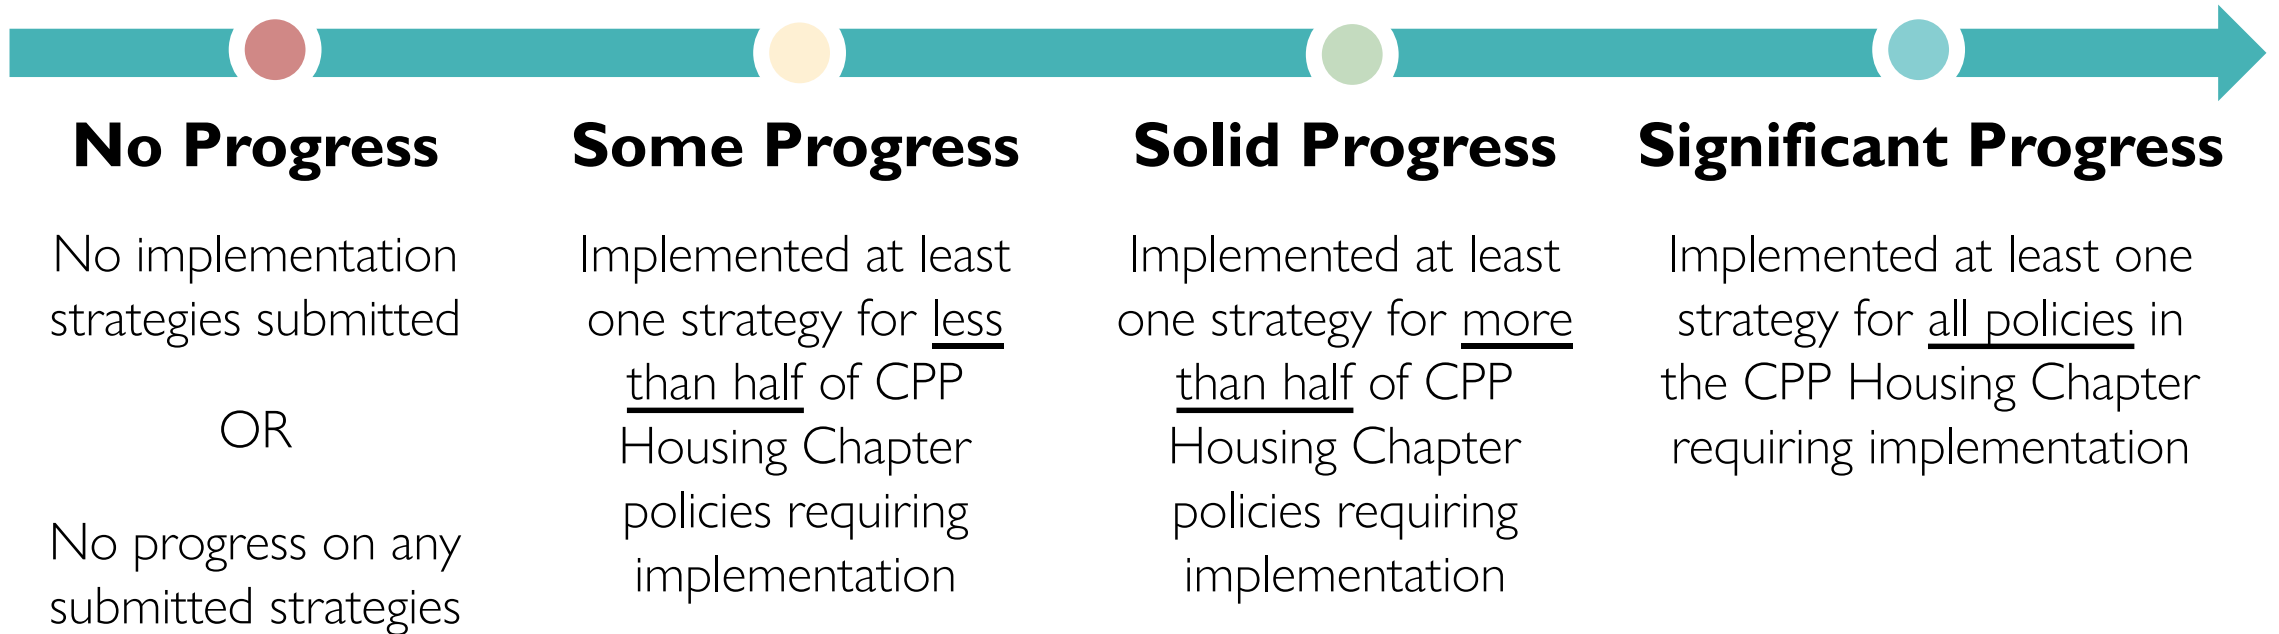 No Progress
No implementation
strategies submitted
OR
No progress on any
submitted strategies
Some Progress
Implemented at least
one strategy for less
than half of CPP
Housing Chapter
policies requiring
implementation
Solid Progress
Implemented at least
one strategy for more
than half of CPP
Housing Chapter
policies requiring
implementation
Significant Progress
Implemented at least one
strategy for all policies in
the CPP Housing Chapter
requiring implementation